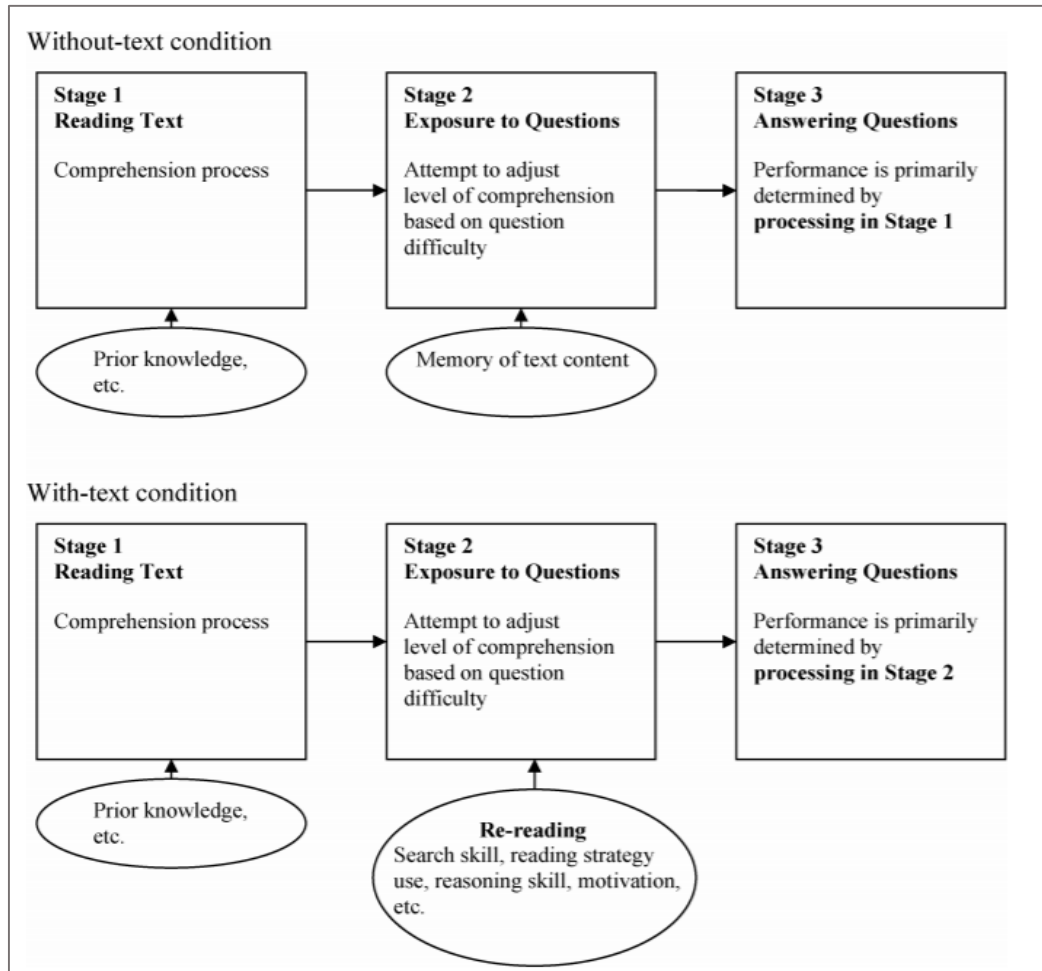 Without-text condition
Stage 1
Reading Text
Comprehension process
Prior knowledge,
etc.
Stage 2
Exposure to Questions
Attempt to adjust
level of comprehension
based on question
difficulty
Memory of text content
Stage 3
Answering Questions
Performance is primarily
determined by
processing in Stage 1
With-text condition
Stage 1
Reading Text
Comprehension process
Prior knowledge,
etc.
Stage 2
Exposure to Questions
Attempt to adjust
level of comprehension
based on question
difficulty
Re-reading
Search skill, reading strategy
use, reasoning skill, motivation,
etc.
Stage 3
Answering Questions
Performance is primarily
determined by
processing in Stage 2